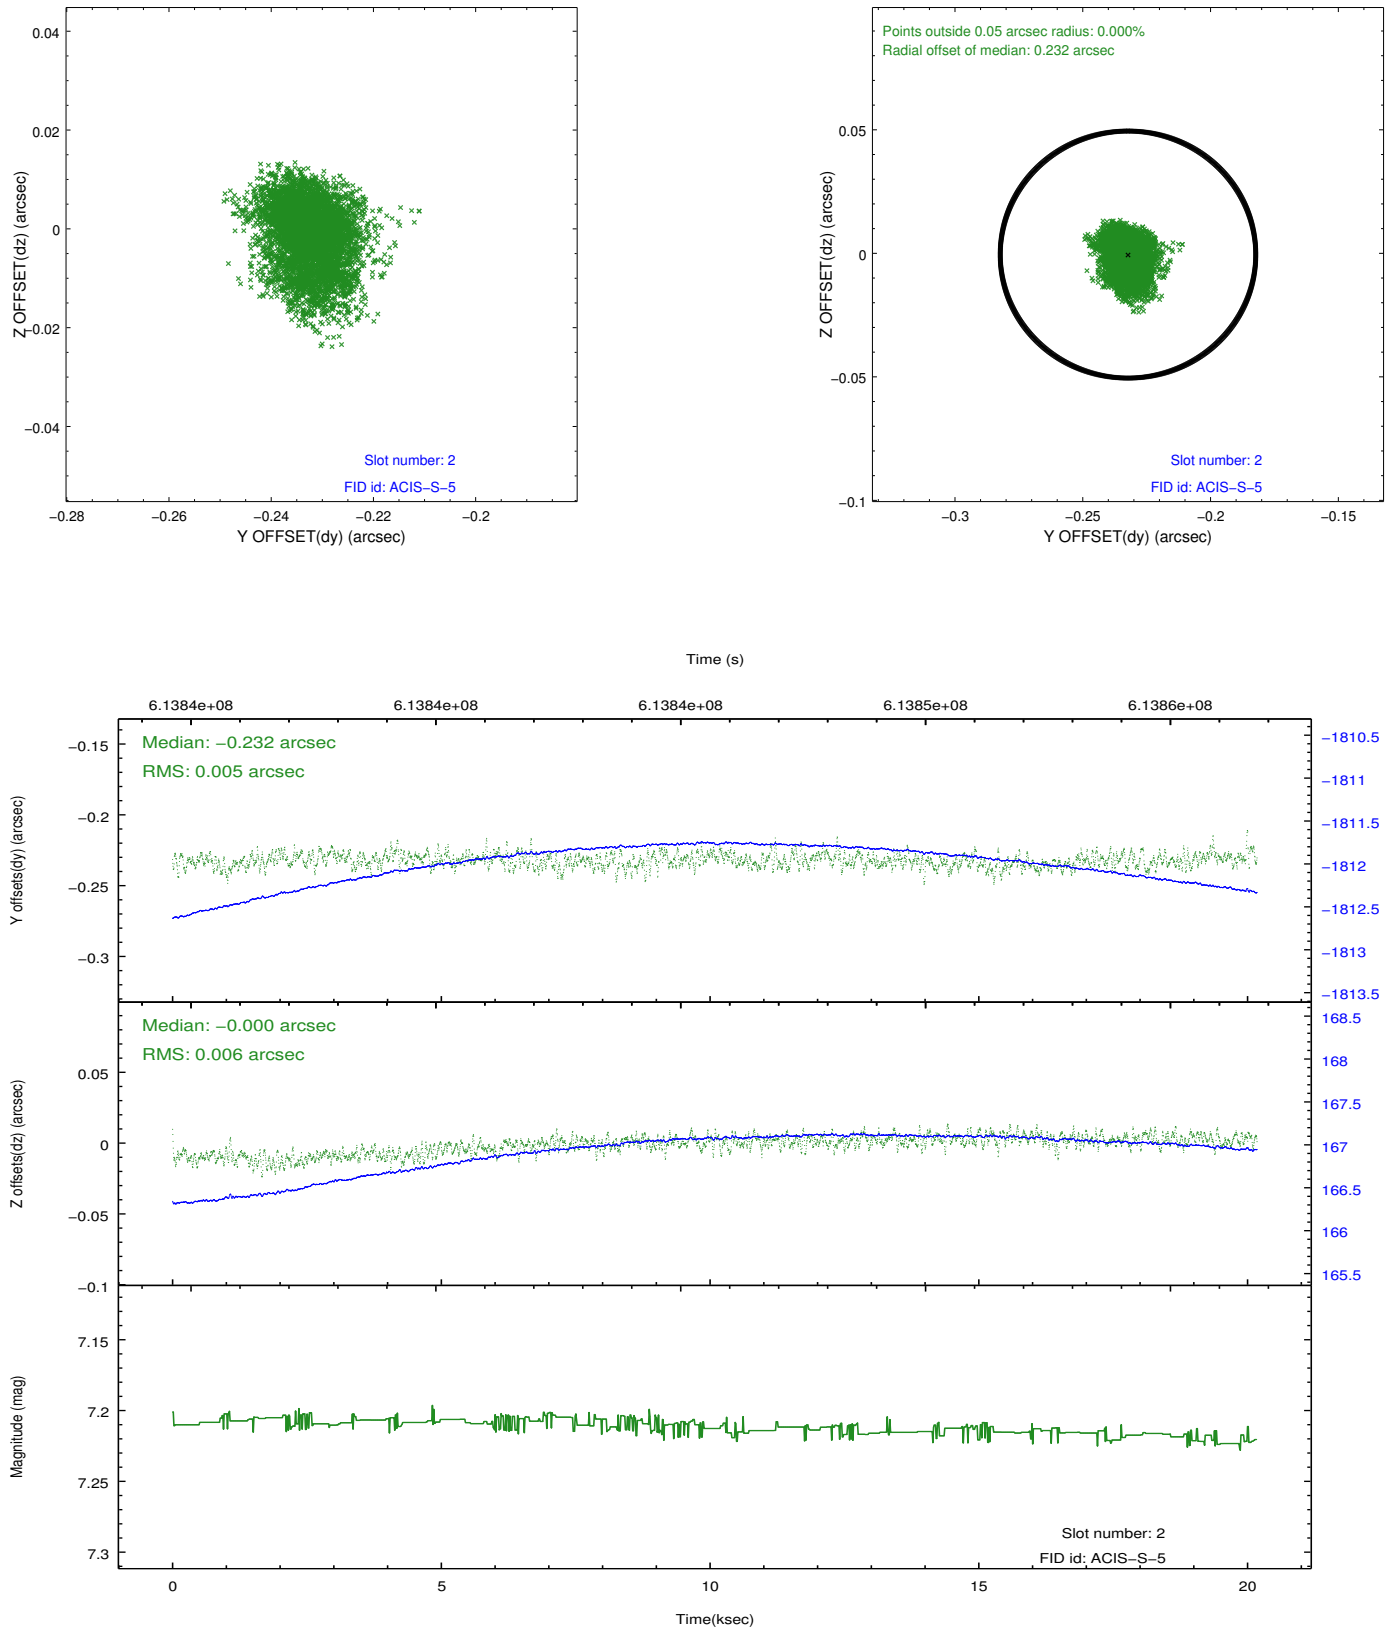 0.04
0.02
0
−0.02
−0.04
Z OFFSET(dz) (arcsec)
Slot number: 2
FID id: ACIS−S−5
−0.28 −0.26 −0.24 −0.22 −0.2
Y OFFSET(dy) (arcsec)
Points outside 0.05 arcsec radius: 0.000%
Radial offset of median: 0.232 arcsec
0.05
0
−0.05
−0.1
Z OFFSET(dz) (arcsec)
Slot number: 2
FID id: ACIS−S−5
−0.3 −0.25 −0.2 −0.15
Y OFFSET(dy) (arcsec)
Time (s)
6.1384e+08 6.1384e+08 6.1384e+08 6.1385e+08 6.1386e+08
Median: −0.232 arcsec
RMS: 0.005 arcsec
−0.15
−0.2
−0.25
−0.3
Y offsets(dy) (arcsec)
−1810.5
−1811
−1811.5
−1812
−1812.5
−1813
−1813.5
Median: −0.000 arcsec
RMS: 0.006 arcsec
0.05
0
−0.05
−0.1
Z offsets(dz) (arcsec)
168.5
168
167.5
167
166.5
166
165.5
7.15
7.2
7.25
7.3
Magnitude (mag)
Slot number: 2
FID id: ACIS−S−5
0 5 10 15 20
Time(ksec)